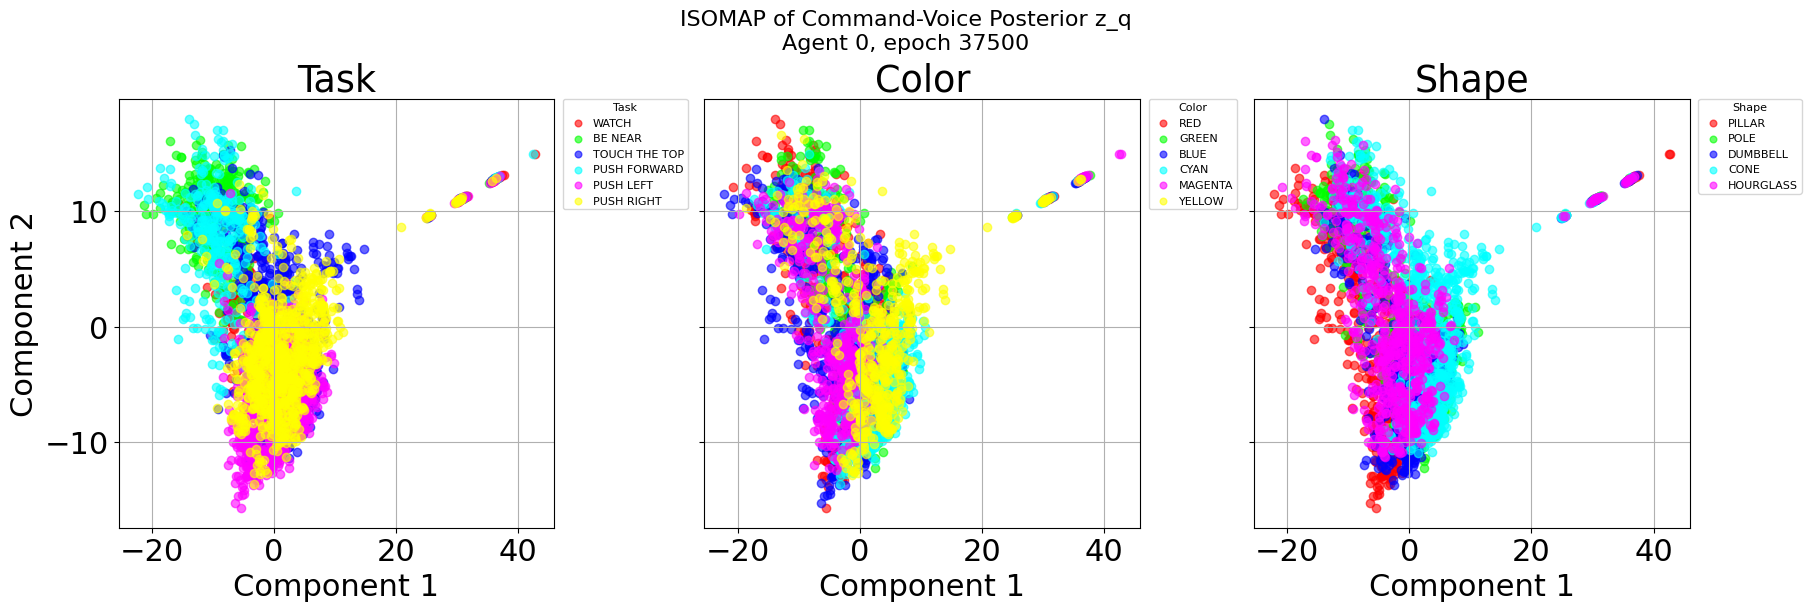 ISOMAP of Command-Voice Posterior z_q
Agent 0, epoch 37500
Task
Component 2
10
0
−10
−20
0
20
40
Component 1
Task
WATCH
BE NEAR
TOUCH THE TOP
PUSH FORWARD
PUSH LEFT
PUSH RIGHT
Color
−20
0
20
40
Component 1
Color
RED
GREEN
BLUE
CYAN
MAGENTA
YELLOW
Shape
−20
0
20
40
Component 1
Shape
PILLAR
POLE
DUMBBELL
CONE
HOURGLASS